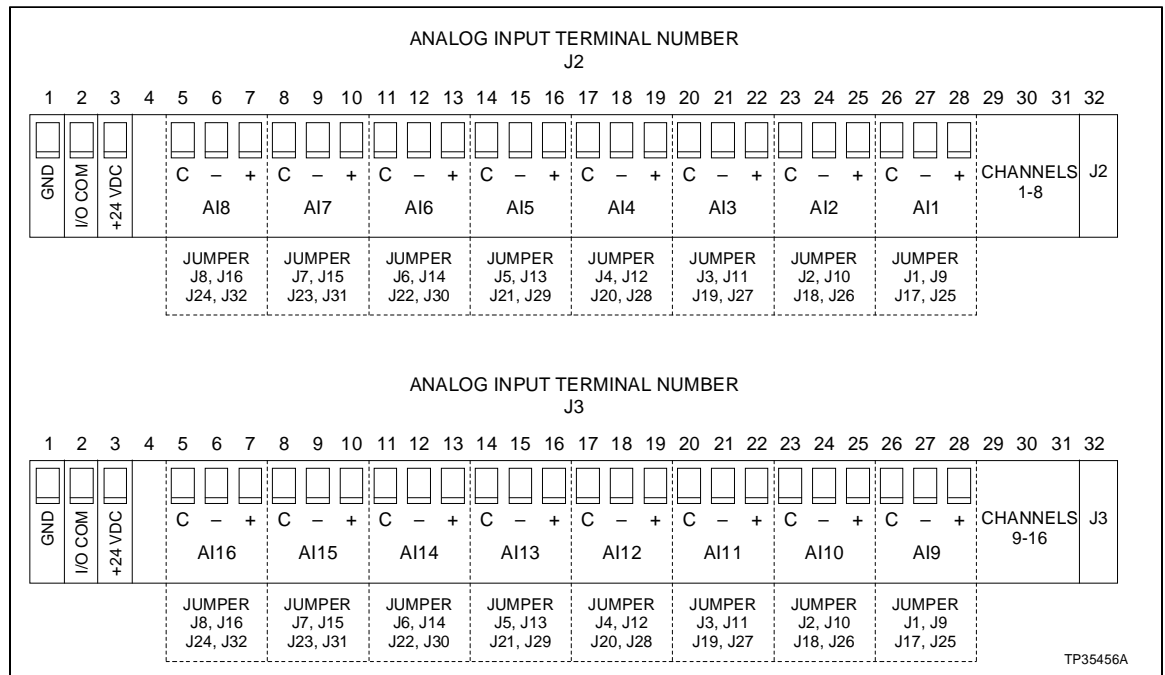 ANALOG INPUT TERMINAL NUMBER
J2
1 2 3 4 5 6 7 8 9 10 11 12 13 14 15 16 17 18 19 20 21 22 23 24 25 26 27 28 29 30 31 32
GND I/O COM +24 VDC C – + C – + C – + C – + C – + C – + C – + C – + CHANNELS J2
AI8 AI7 AI6 AI5 AI4 AI3 AI2 AI1 1-8
JUMPER JUMPER JUMPER JUMPER JUMPER JUMPER JUMPER JUMPER
J8, J16 J7, J15 J6, J14 J5, J13 J4, J12 J3, J11 J2, J10 J1, J9
J24, J32 J23, J31 J22, J30 J21, J29 J20, J28 J19, J27 J18, J26 J17, J25
ANALOG INPUT TERMINAL NUMBER
J3
1 2 3 4 5 6 7 8 9 10 11 12 13 14 15 16 17 18 19 20 21 22 23 24 25 26 27 28 29 30 31 32
GND I/O COM +24 VDC C – + C – + C – + C – + C – + C – + C – + C – + CHANNELS J3
AI16 AI15 AI14 AI13 AI12 AI11 AI10 AI9 9-16
JUMPER JUMPER JUMPER JUMPER JUMPER JUMPER JUMPER JUMPER
J8, J16 J7, J15 J6, J14 J5, J13 J4, J12 J3, J11 J2, J10 J1, J9
J24, J32 J23, J31 J22, J30 J21, J29 J20, J28 J19, J27 J18, J26 J17, J25
TP35456A